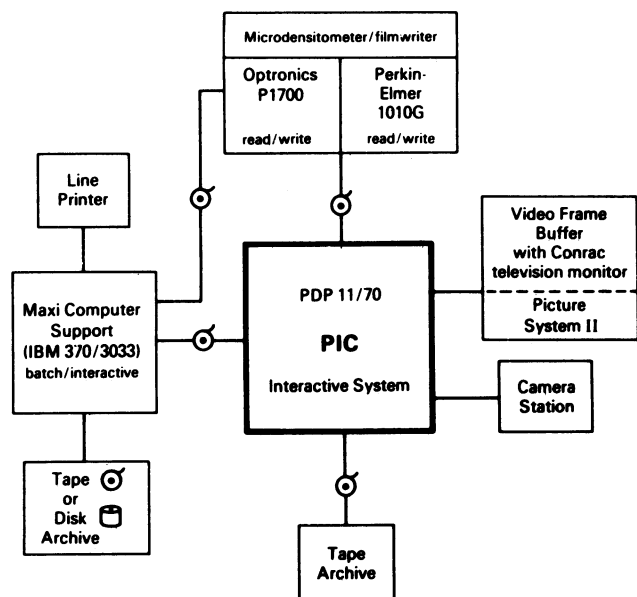 Microdensitometer/filmwriter
Optronics
P1700
read/write
Perkin-
Elmer
1010G
read/write
Line
Printer
Maxi Computer
Support
(IBM 370/3033)
batch/interactive
Tape
or
Disk
Archive
PDP 11/70
PIC
Interactive System
Video Frame
Buffer
with Conrac
television monitor
Picture
System II
Camera
Station
Tape
Archive